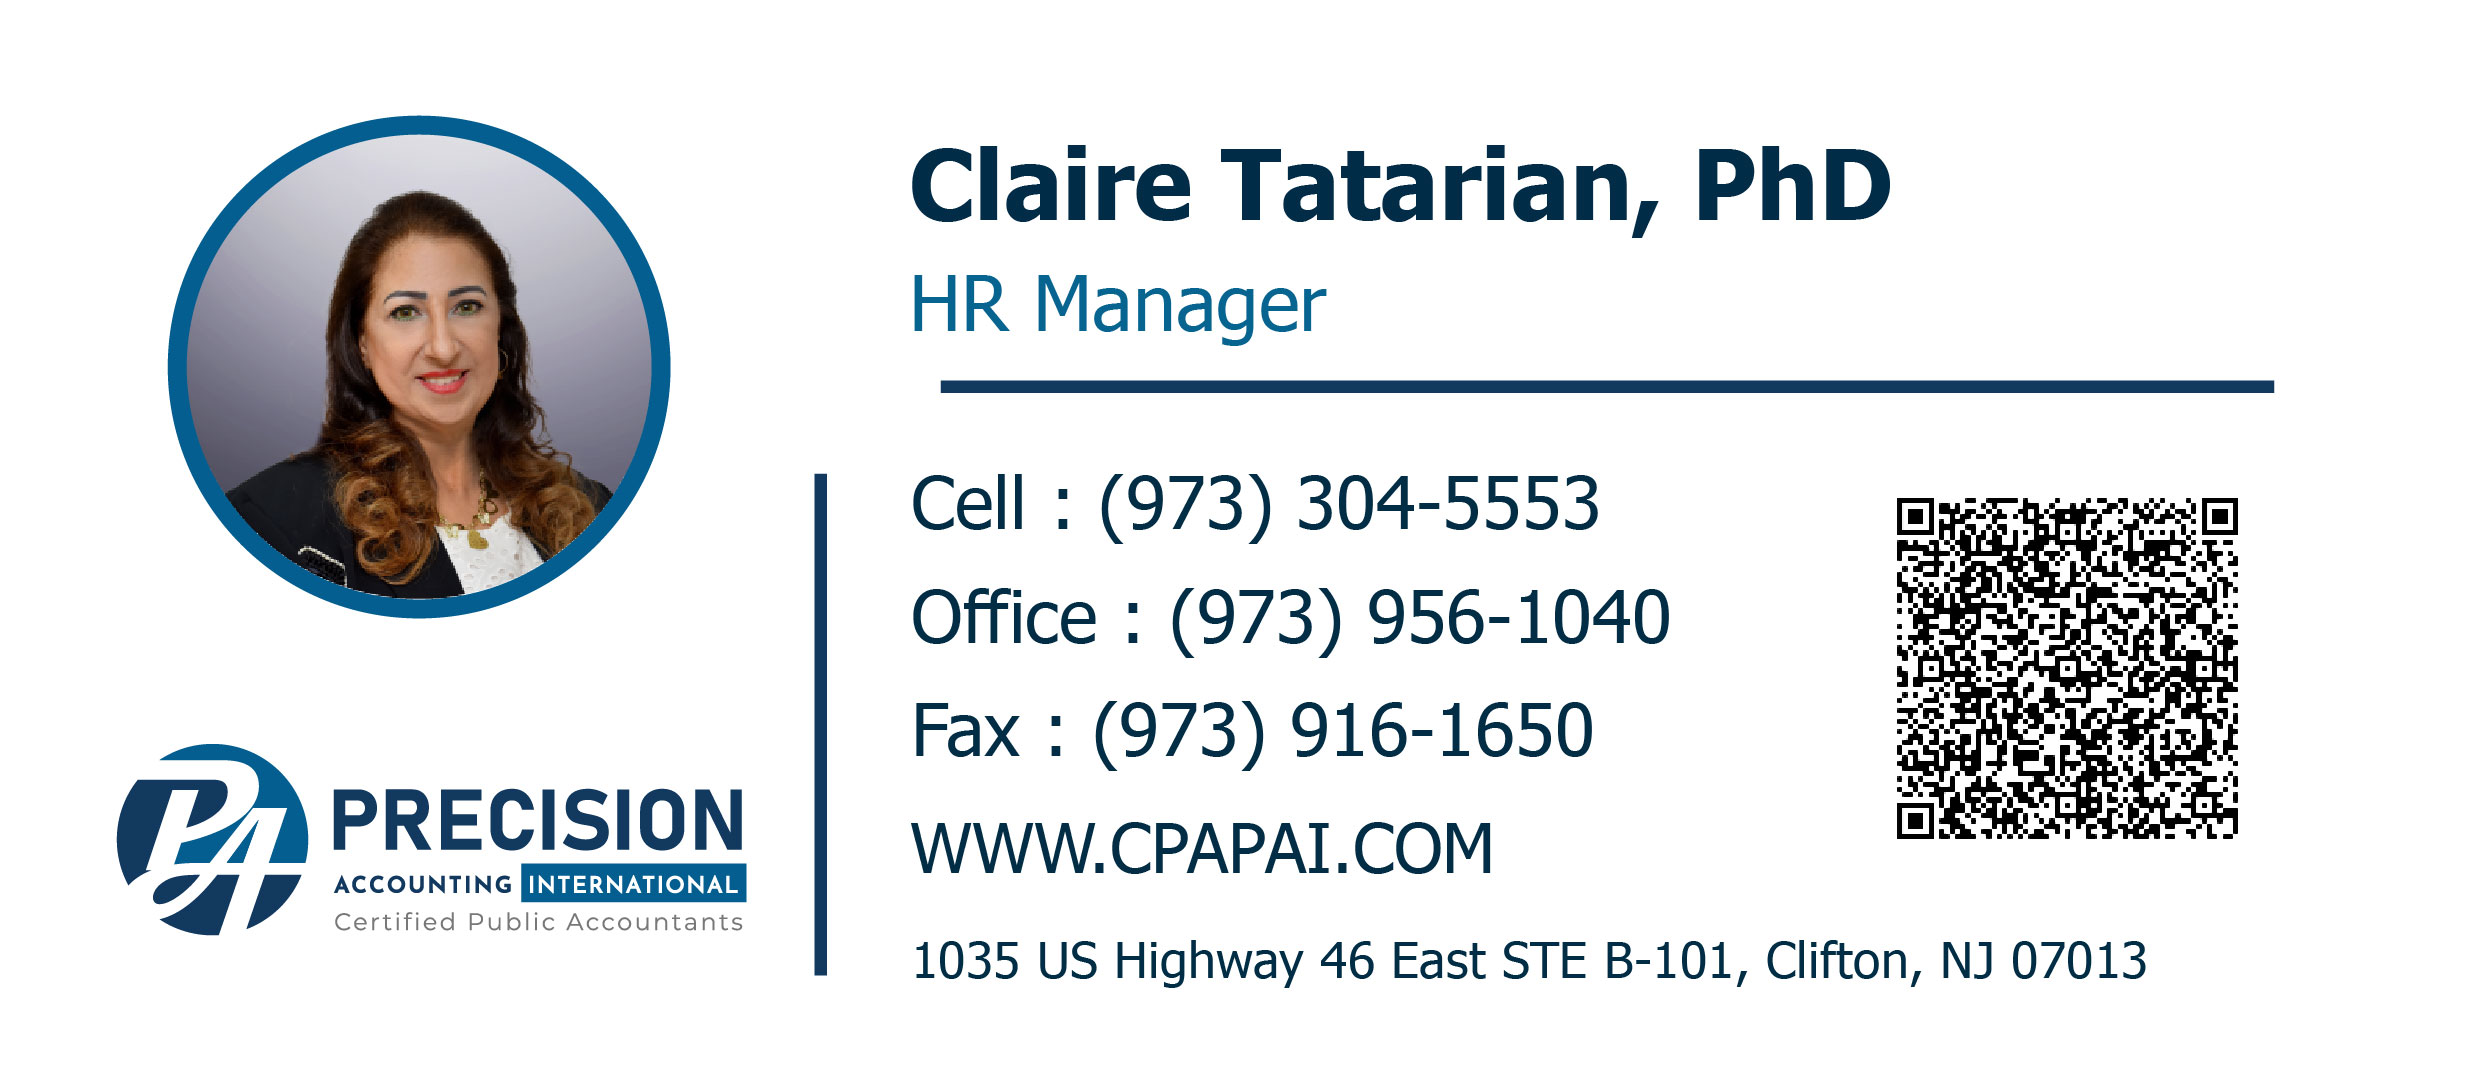 Claire Tatarian, PhD
HR Manager
Cell : (973) 304-5553
Office : (973) 956-1040
Fax : (973) 916-1650
WWW.CPAPAI.COM
1035 US Highway 46 East STE B-101, Clifton, NJ 07013
PA
PRECISION
ACCOUNTING INTERNATIONAL
Certified Public Accountants